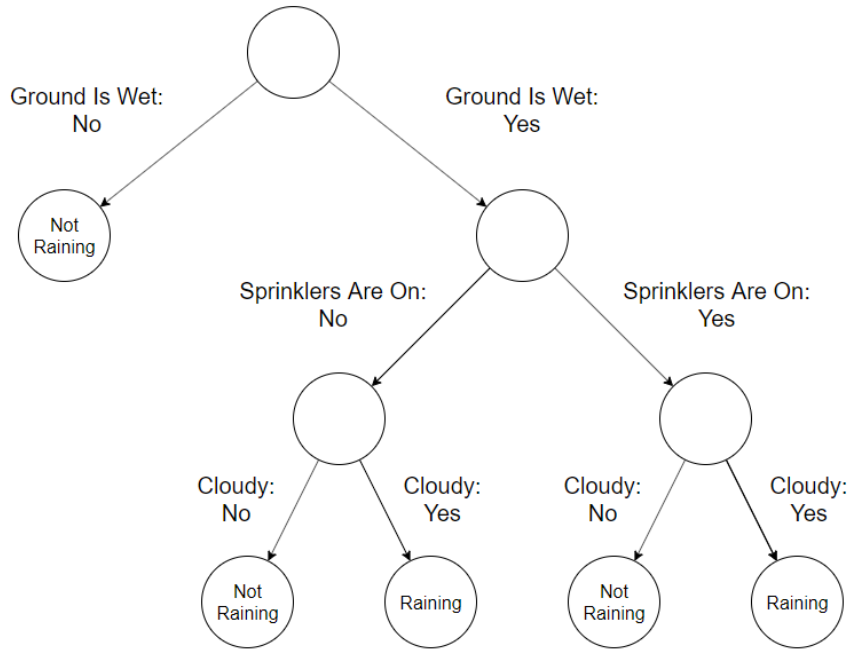 Ground Is Wet:
No
Ground Is Wet:
Yes
Not
Raining
Sprinklers Are On:
No
Sprinklers Are On:
Yes
Cloudy:
No
Cloudy:
Yes
Cloudy:
No
Cloudy:
Yes
Not
Raining
Raining
Not
Raining
Raining